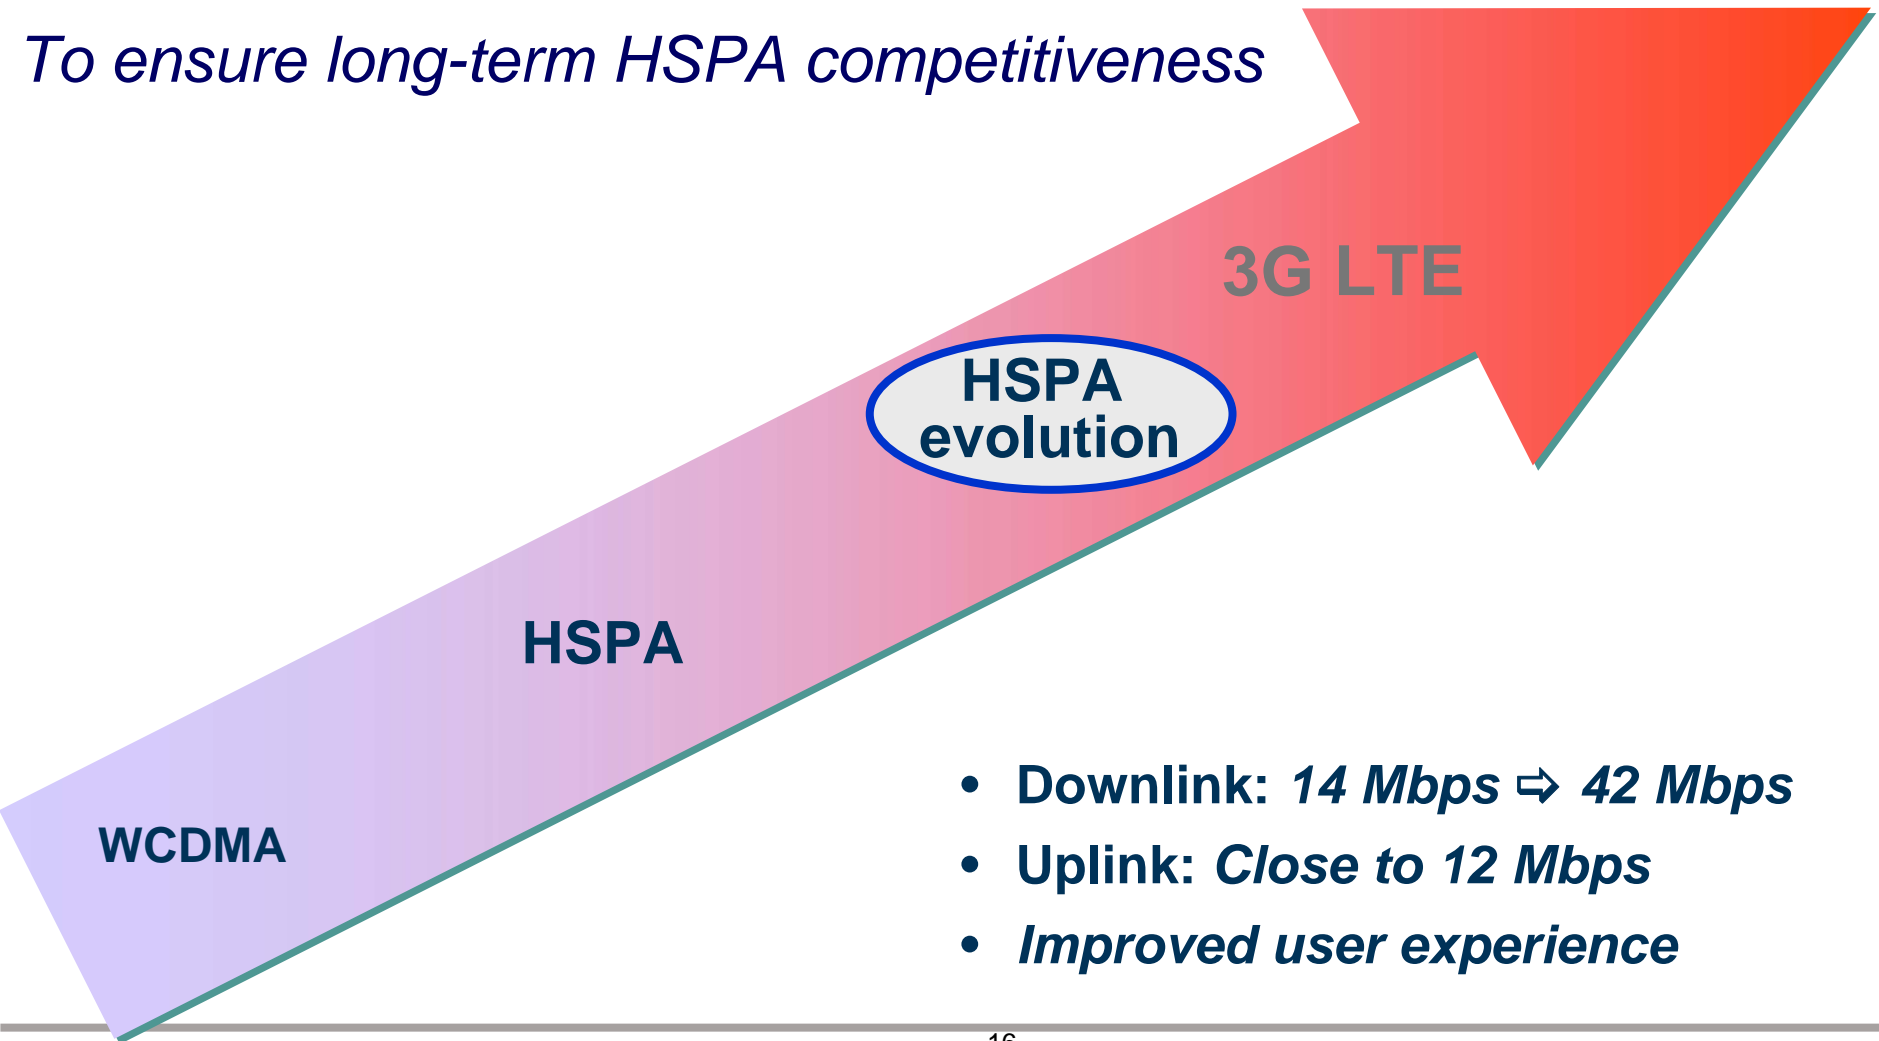 To ensure long-term HSPA competitiveness
3G LTE
HSPA
evolution
HSPA
WCDMA
• Downlink: 14 Mbps ⇨ 42 Mbps
• Uplink: Close to 12 Mbps
• Improved user experience
16